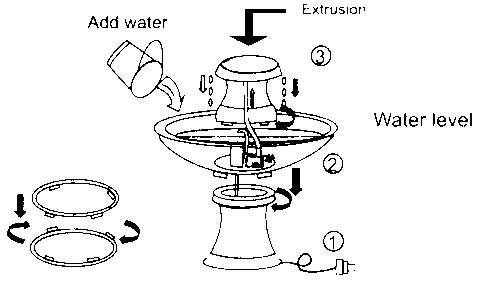 Extrusion
Add water
③
Water level
②
①